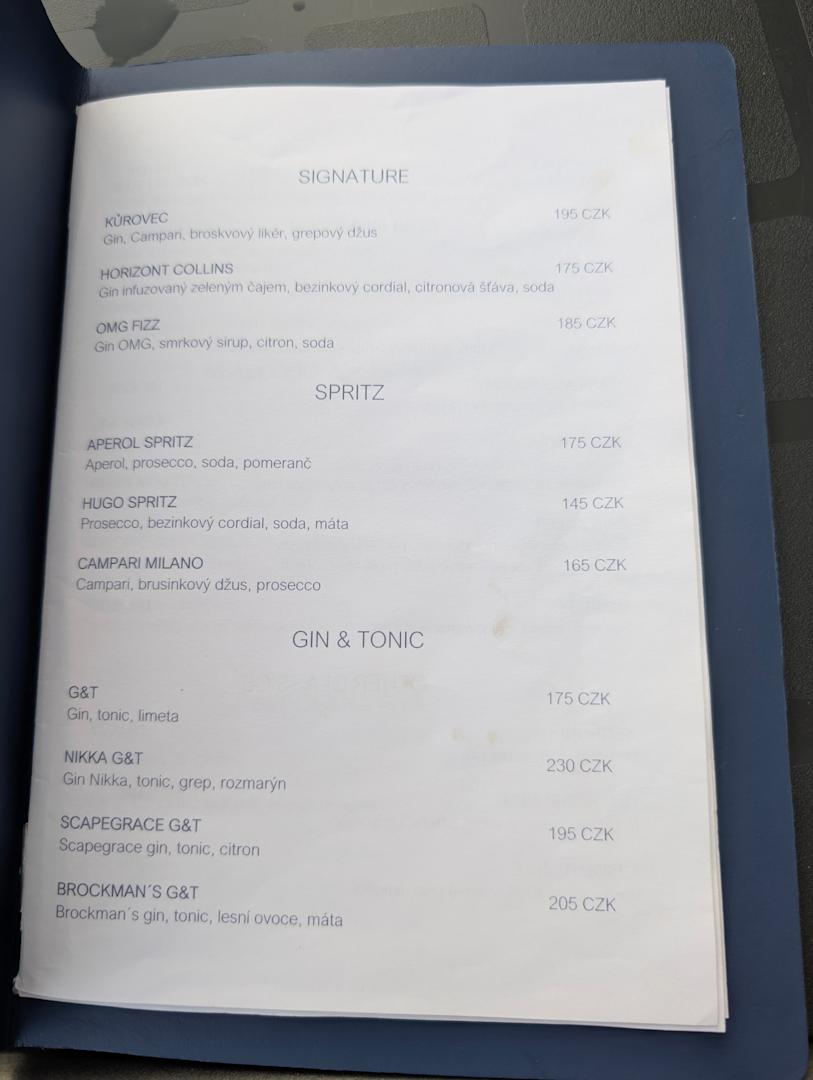 SIGNATURE
KŮROVEC 195 CZK
Gin, Campari, broskvový likér, grepový džus
HORIZONT COLLINS 175 CZK
Gin infuzovaný zeleným čajem, bezinkový cordial, citronová šťáva, soda
OMG FIZZ 185 CZK
Gin OMG, smrkový sirup, citron, soda
SPRITZ
APEROL SPRITZ 175 CZK
Aperol, prosecco, soda, pomeranč
HUGO SPRITZ 145 CZK
Prosecco, bezinkový cordial, soda, máta
CAMPARI MILANO 165 CZK
Campari, brusinkový džus, prosecco
GIN & TONIC
G&T 175 CZK
Gin, tonic, limeta
NIKKA G&T 230 CZK
Gin Nikka, tonic, grep, rozmarýn
SCAPEGRACE G&T 195 CZK
Scapegrace gin, tonic, citron
BROCKMAN´S G&T 205 CZK
Brockman´s gin, tonic, lesní ovoce, máta